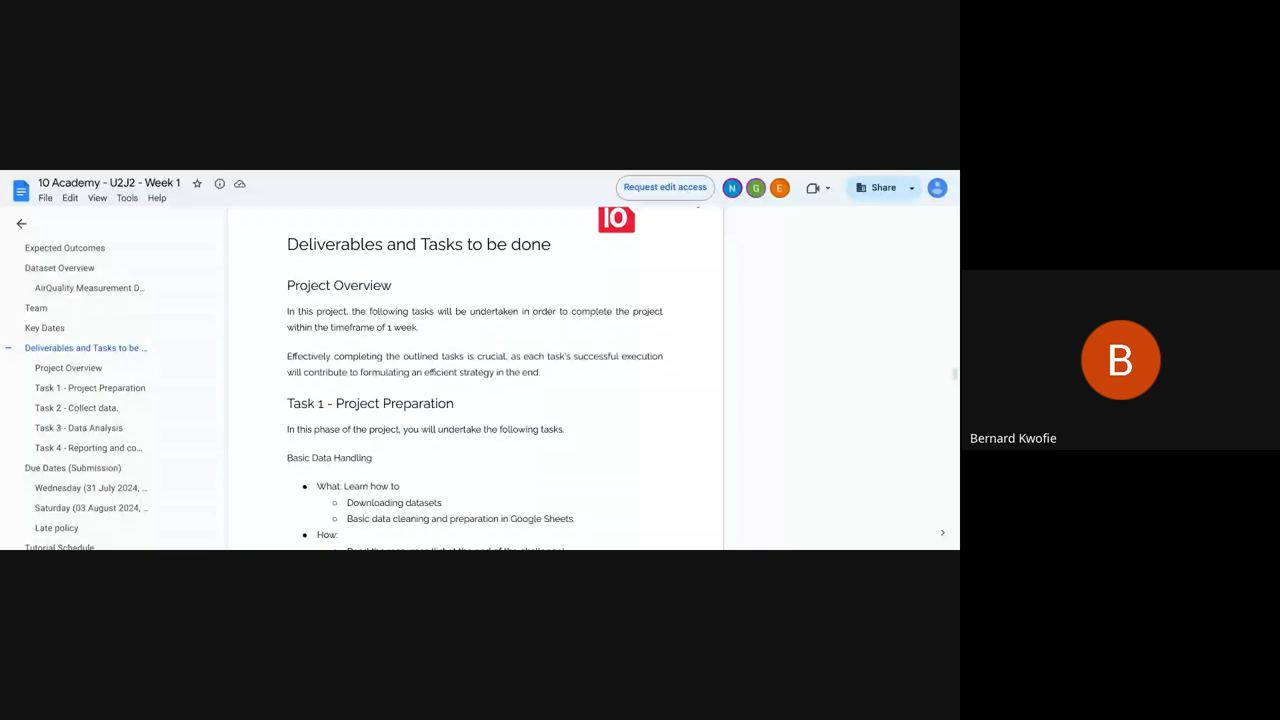 10 Academy - U2J2 - Week 1
File Edit View Tools Help
Request edit access
N G E
Share
Expected Outcomes
Dataset Overview
AirQuality Measurement D...
Team
Key Dates
Deliverables and Tasks to be ...
Project Overview
Task 1 - Project Preparation
Task 2 - Collect data.
Task 3 - Data Analysis
Task 4 - Reporting and co...
Due Dates (Submission)
Wednesday (31 July 2024, ...
Saturday (03 August 2024, ...
Late policy
Tutorial Schedule
10
Deliverables and Tasks to be done
Project Overview
In this project, the following tasks will be undertaken in order to complete the project
within the timeframe of 1 week.
Effectively completing the outlined tasks is crucial, as each task's successful execution
will contribute to formulating an efficient strategy in the end.
Task 1 - Project Preparation
In this phase of the project, you will undertake the following tasks.
Basic Data Handling
● What: Learn how to
○ Downloading datasets
○ Basic data cleaning and preparation in Google Sheets.
● How:
B
Bernard Kwofie